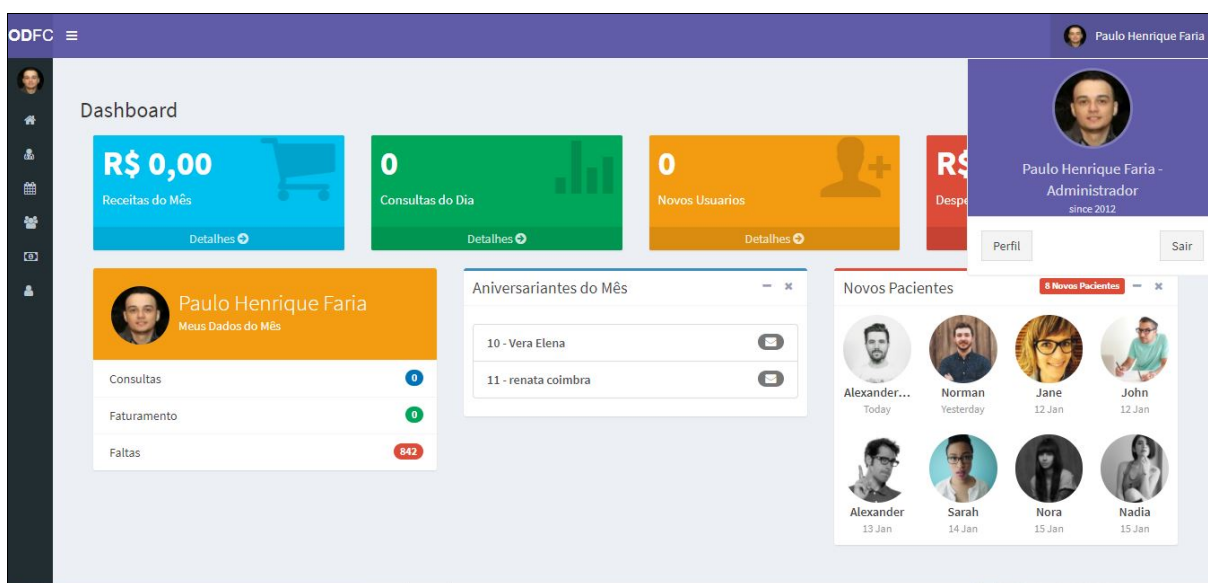 ODFC
Paulo Henrique Faria
Paulo Henrique Faria -
Administrador
since 2012
Perfil
Sair
Dashboard
R$ 0,00
Receitas do Mês
Detalhes
0
Consultas do Dia
Detalhes
0
Novos Usuarios
Detalhes
R$
Despe
Paulo Henrique Faria
Meus Dados do Mês
Consultas 0
Faturamento 0
Faltas 842
Aniversariantes do Mês
10 - Vera Elena
11 - renata coimbra
Novos Pacientes 8 Novos Pacientes
Alexander... Norman Jane John
Today Yesterday 12 Jan 12 Jan
Alexander Sarah Nora Nadia
13 Jan 14 Jan 15 Jan 15 Jan